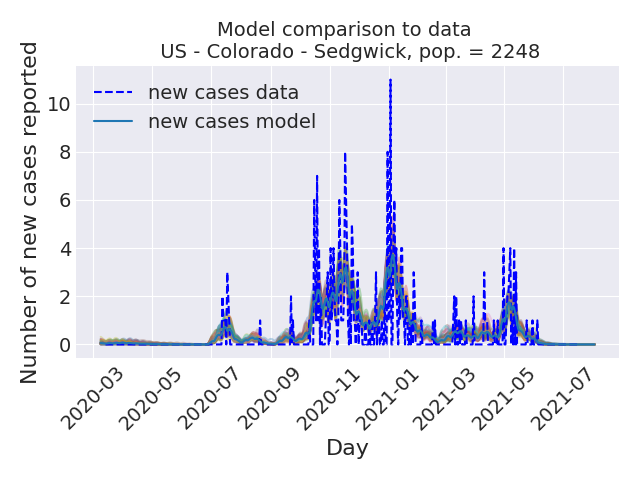 Model comparison to data
US - Colorado - Sedgwick, pop. = 2248
Number of new cases reported
10
8
6
4
2
0
new cases data
new cases model
2020-03
2020-05
2020-07
2020-09
2020-11
2021-01
2021-03
2021-05
2021-07
Day